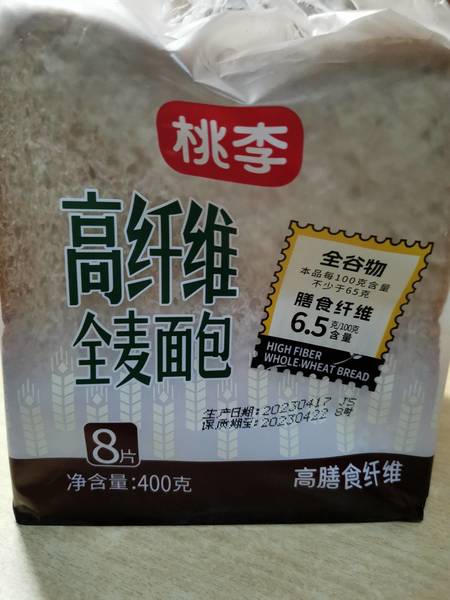 桃李
高纤维
全麦面包
全谷物
本品每100克含量
不少于65克
膳食纤维
6.5克/100克含量
HIGH FIBER
WHOLE-WHEAT BREAD
生产日期:20230417 JS
保质期至:20230422 8号
8片
净含量:400克
高膳食纤维